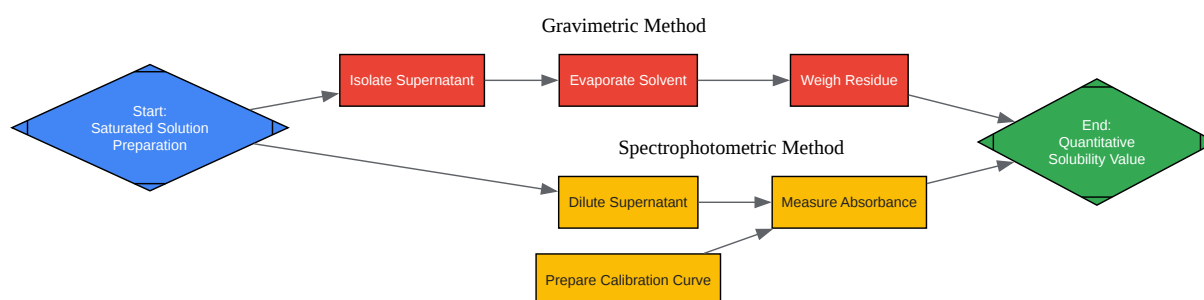 Gravimetric Method
Start:
Saturated Solution
Preparation
Isolate Supernatant
Evaporate Solvent
Weigh Residue
End:
Quantitative
Solubility Value
Spectrophotometric Method
Dilute Supernatant
Measure Absorbance
Prepare Calibration Curve